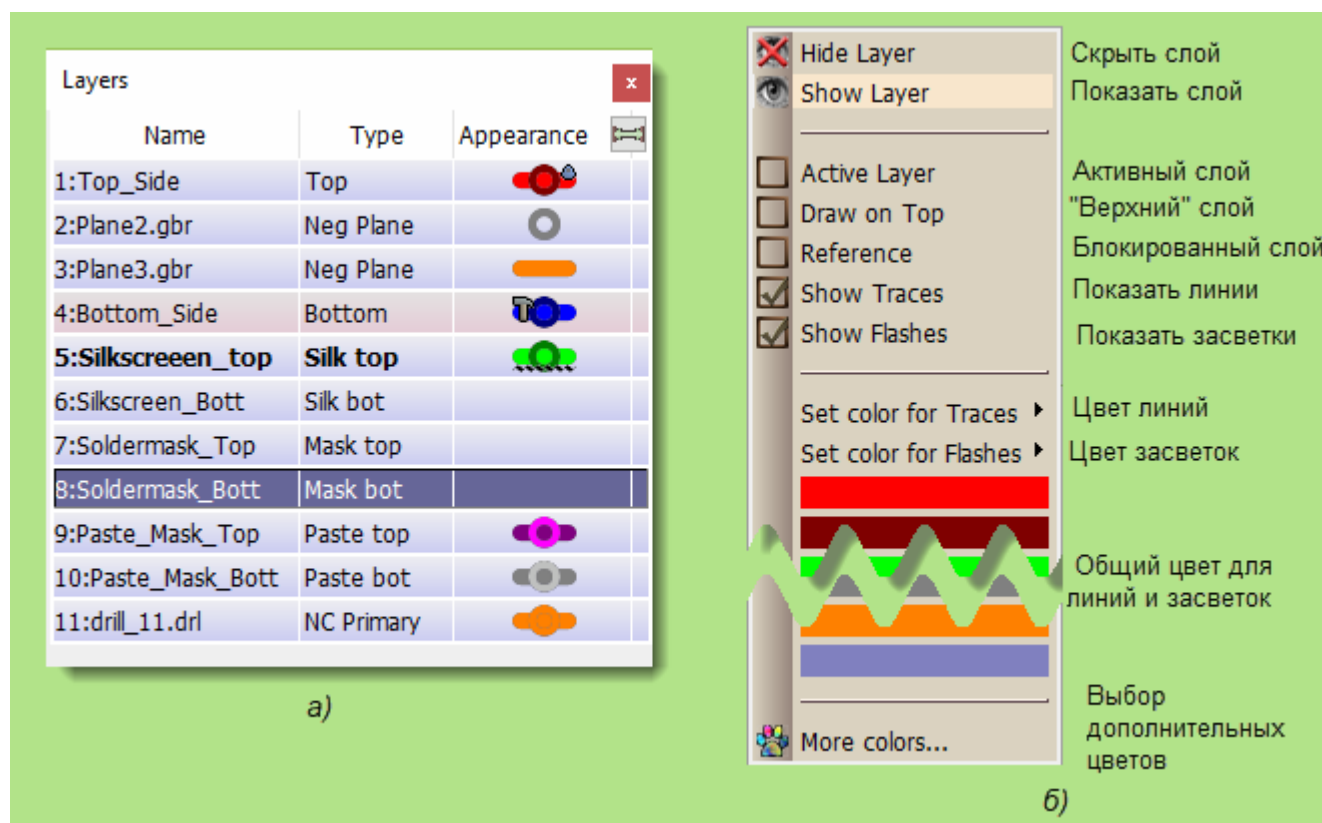 Layers
x
Name Type Appearance
1:Top_Side Top
2:Plane2.gbr Neg Plane
3:Plane3.gbr Neg Plane
4:Bottom_Side Bottom
5:Silkscreeen_top Silk top
6:Silkscreen_Bott Silk bot
7:Soldermask_Top Mask top
8:Soldermask_Bott Mask bot
9:Paste_Mask_Top Paste top
10:Paste_Mask_Bott Paste bot
11:drill_11.drl NC Primary
а)
Hide Layer Скрыть слой
Show Layer Показать слой
Active Layer Активный слой
Draw on Top "Верхний" слой
Reference Блокированный слой
Show Traces Показать линии
Show Flashes Показать засветки
Set color for Traces Цвет линий
Set color for Flashes Цвет засветок
Общий цвет для
линий и засветок
Выбор
дополнительных
цветов
More colors...
б)